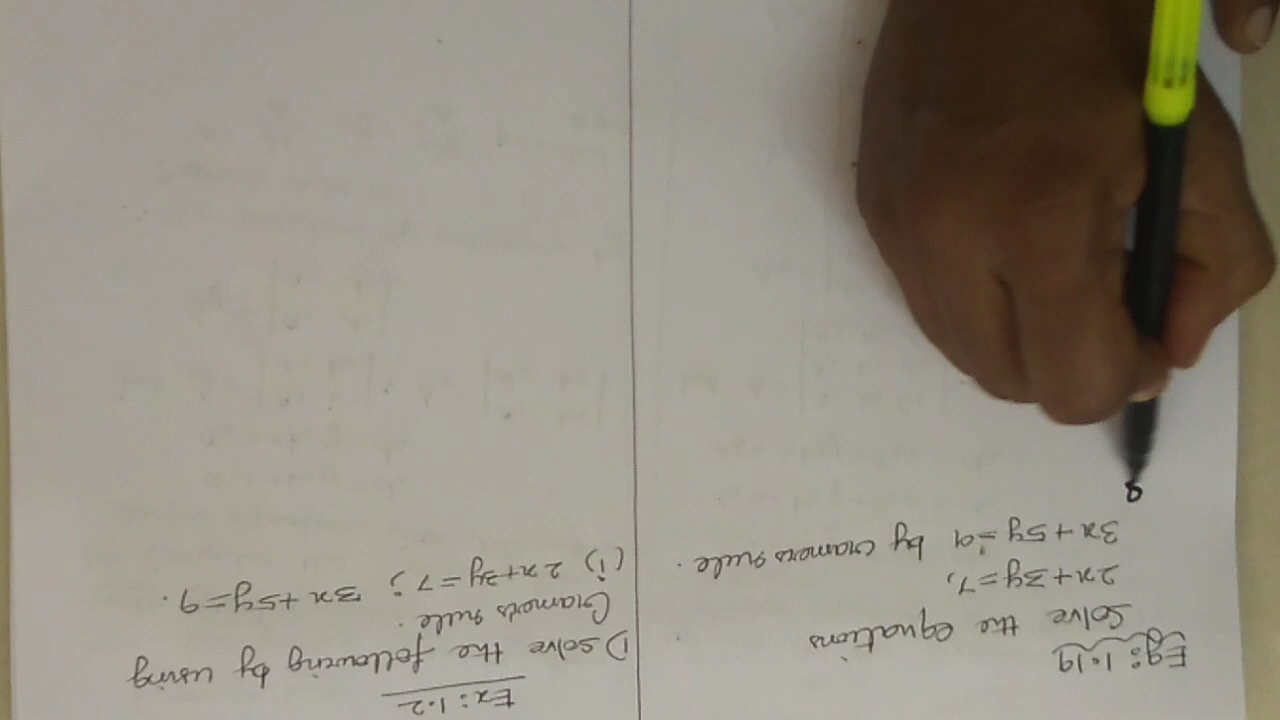 Eg: 1.19
Solve the equations
2x+3y=7,
3x+5y=9 by cramers rule.
Ex: 1.2
1) solve the following by using
Cramer's rule.
(i) 2x+3y=7; 3x+5y=9.